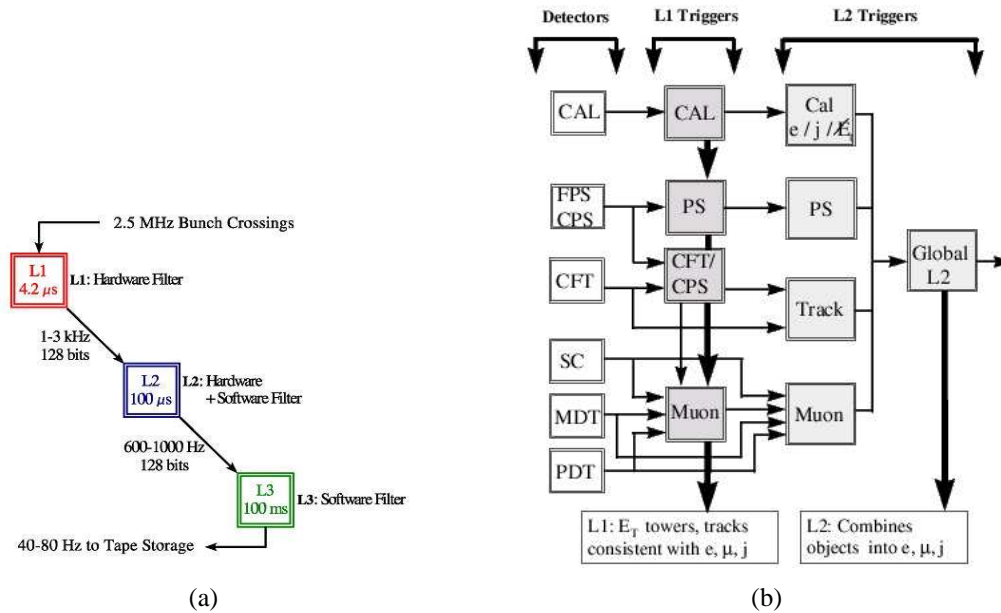 2.5 MHz Bunch Crossings
L1
4.2 μs
L1: Hardware Filter
1-3 kHz
128 bits
L2
100 μs
L2: Hardware
+ Software Filter
600-1000 Hz
128 bits
L3
100 ms
L3: Software Filter
40-80 Hz to Tape Storage
(a)
Detectors
L1 Triggers
L2 Triggers
CAL
CAL
Cal
e / j / E̸t
FPS
CPS
PS
PS
CFT
CFT/
CPS
Track
Global
L2
SC
MDT
PDT
Muon
Muon
L1: ET towers, tracks
consistent with e, μ, j
L2: Combines
objects into e, μ, j
(b)